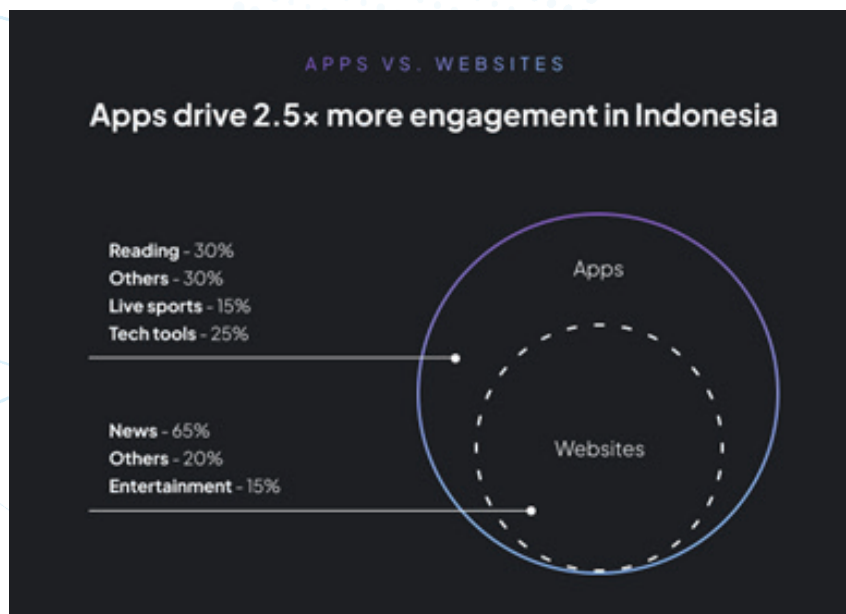 APPS VS. WEBSITES
Apps drive 2.5× more engagement in Indonesia
Reading - 30%
Others - 30%
Live sports - 15%
Tech tools - 25%
Apps
News - 65%
Others - 20%
Entertainment - 15%
Websites